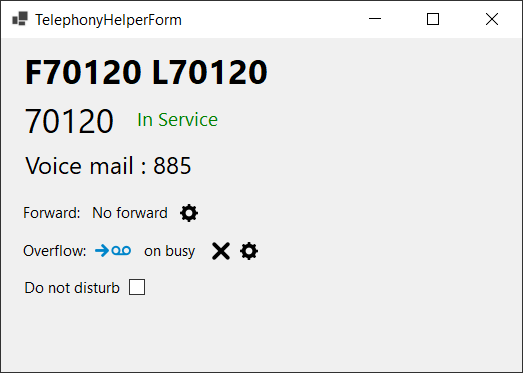 TelephonyHelperForm
F70120 L70120
70120 In Service
Voice mail : 885
Forward: No forward
Overflow: on busy
Do not disturb